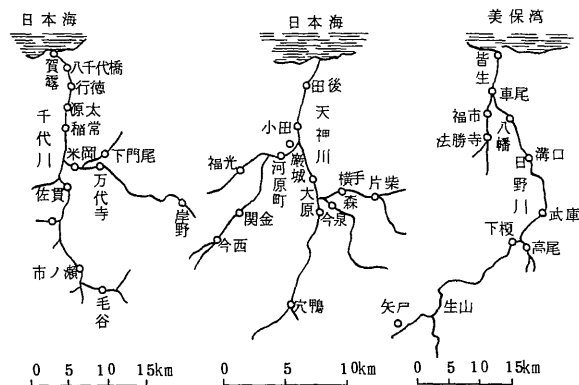 日本海
賀露
八千代橋
行徳
源太
稲常
千代川
米岡
下門尾
佐貫
万代寺
岸野
市ノ瀬
毛谷
0 5 10 15km
日本海
田後
天神川
小田
福光
河原町
厳城
大原
横手
片柴
森
今泉
関金
今西
穴鴨
0 5 10km
美保湾
皆生
車尾
福市
八幡
法勝寺
溝口
日野川
武庫
下榎
高尾
矢戸
生山
0 5 10 15km